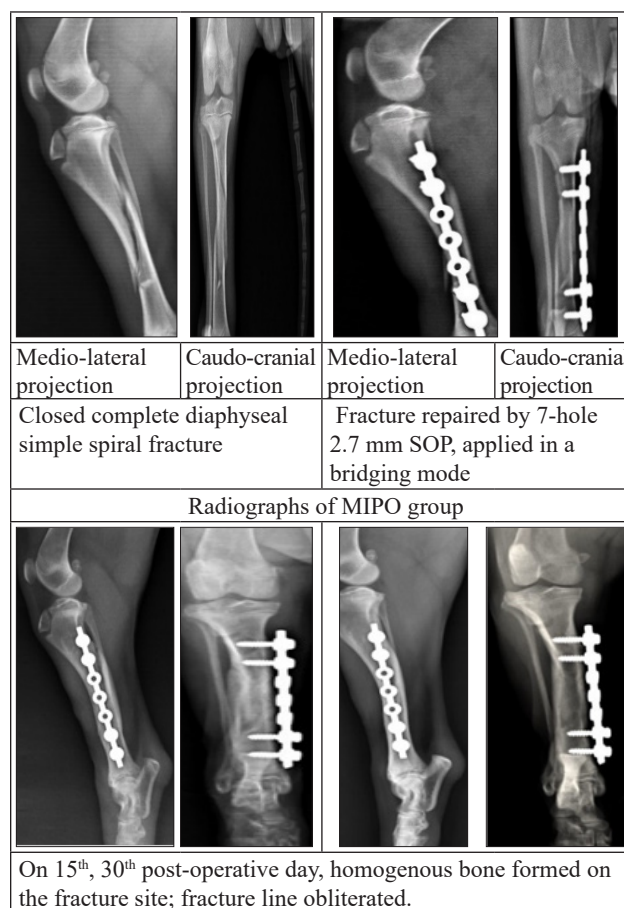 Medio-lateral projection
Caudo-cranial projection
Medio-lateral projection
Caudo-cranial projection
Closed complete diaphyseal
simple spiral fracture
Fracture repaired by 7-hole
2.7 mm SOP, applied in a
bridging mode
Radiographs of MIPO group
On 15th, 30th post-operative day, homogenous bone formed on
the fracture site; fracture line obliterated.